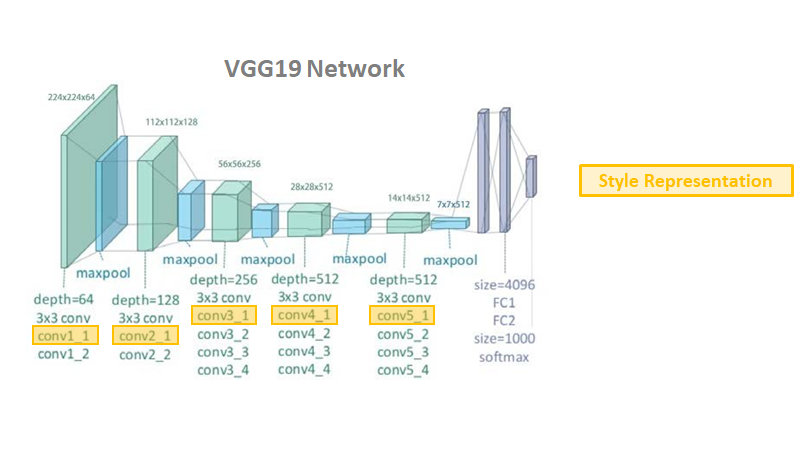 VGG19 Network
224x224x64
112x112x128
56x56x256
28x28x512
14x14x512
7x7x512
Style Representation
maxpool
maxpool
maxpool
maxpool
maxpool
depth=64
3x3 conv
conv1_1
conv1_2
depth=128
3x3 conv
conv2_1
conv2_2
depth=256
3x3 conv
conv3_1
conv3_2
conv3_3
conv3_4
depth=512
3x3 conv
conv4_1
conv4_2
conv4_3
conv4_4
depth=512
3x3 conv
conv5_1
conv5_2
conv5_3
conv5_4
size=4096
FC1
FC2
size=1000
softmax